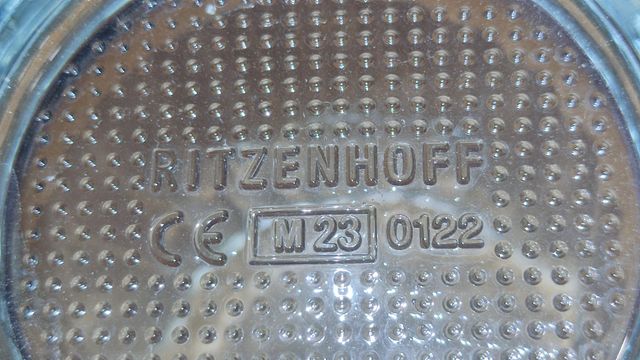 RITZENHOFF
CE M 23 0122